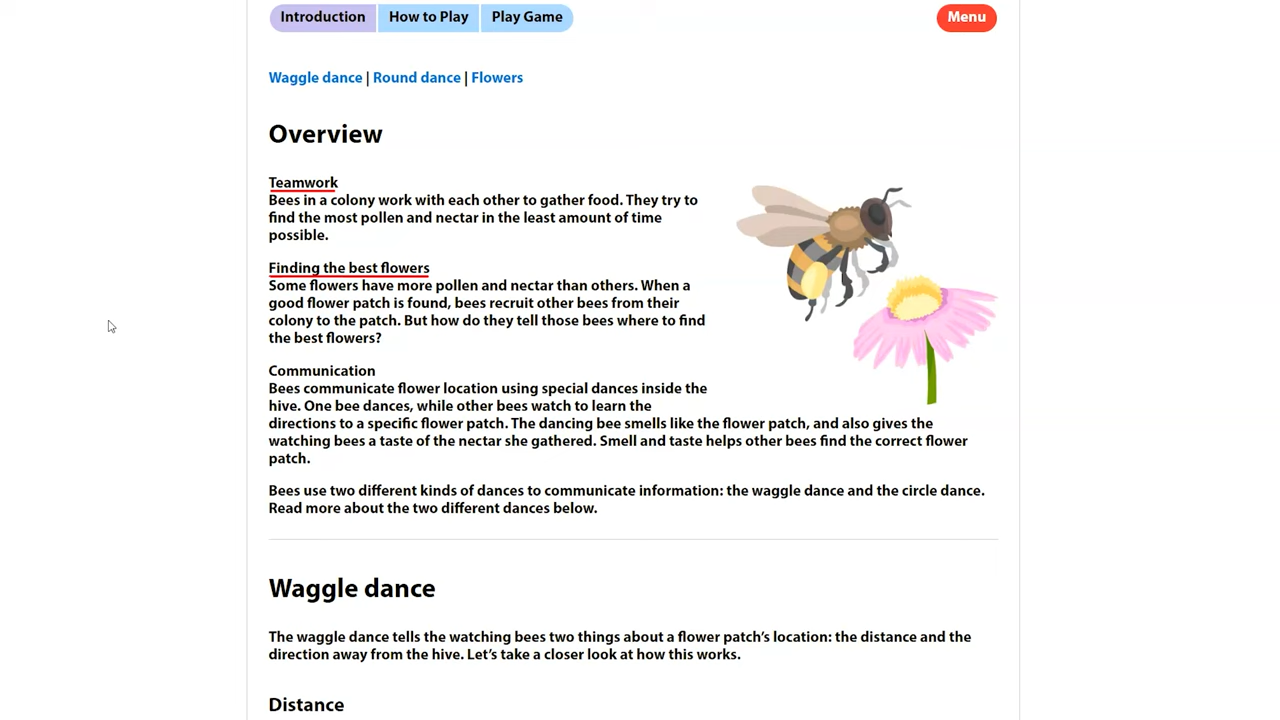 Introduction How to Play Play Game Menu
Waggle dance | Round dance | Flowers
Overview
Teamwork
Bees in a colony work with each other to gather food. They try to
find the most pollen and nectar in the least amount of time
possible.
Finding the best flowers
Some flowers have more pollen and nectar than others. When a
good flower patch is found, bees recruit other bees from their
colony to the patch. But how do they tell those bees where to find
the best flowers?
Communication
Bees communicate flower location using special dances inside the
hive. One bee dances, while other bees watch to learn the
directions to a specific flower patch. The dancing bee smells like the flower patch, and also gives the
watching bees a taste of the nectar she gathered. Smell and taste helps other bees find the correct flower
patch.
Bees use two different kinds of dances to communicate information: the waggle dance and the circle dance.
Read more about the two different dances below.
Waggle dance
The waggle dance tells the watching bees two things about a flower patch's location: the distance and the
direction away from the hive. Let's take a closer look at how this works.
Distance